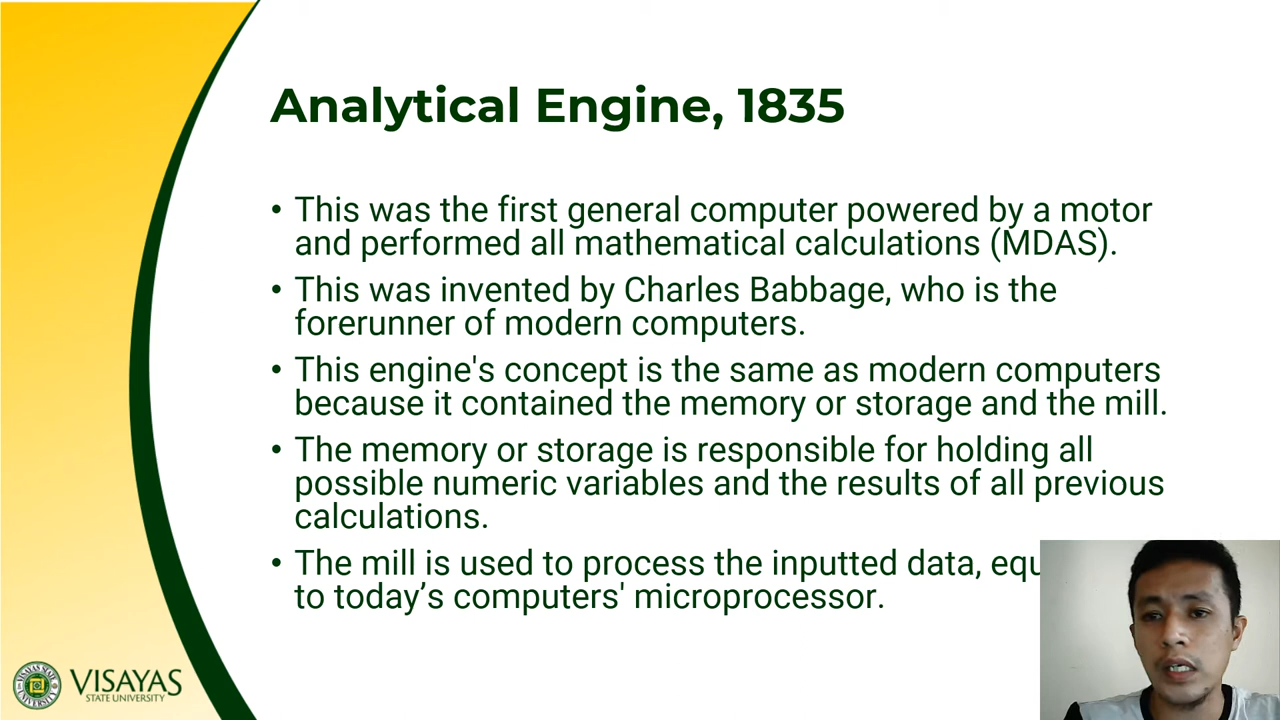 Analytical Engine, 1835
• This was the first general computer powered by a motor
and performed all mathematical calculations (MDAS).
• This was invented by Charles Babbage, who is the
forerunner of modern computers.
• This engine's concept is the same as modern computers
because it contained the memory or storage and the mill.
• The memory or storage is responsible for holding all
possible numeric variables and the results of all previous
calculations.
• The mill is used to process the inputted data,
to today’s computers' microprocessor.
VISAYAS
STATE UNIVERSITY